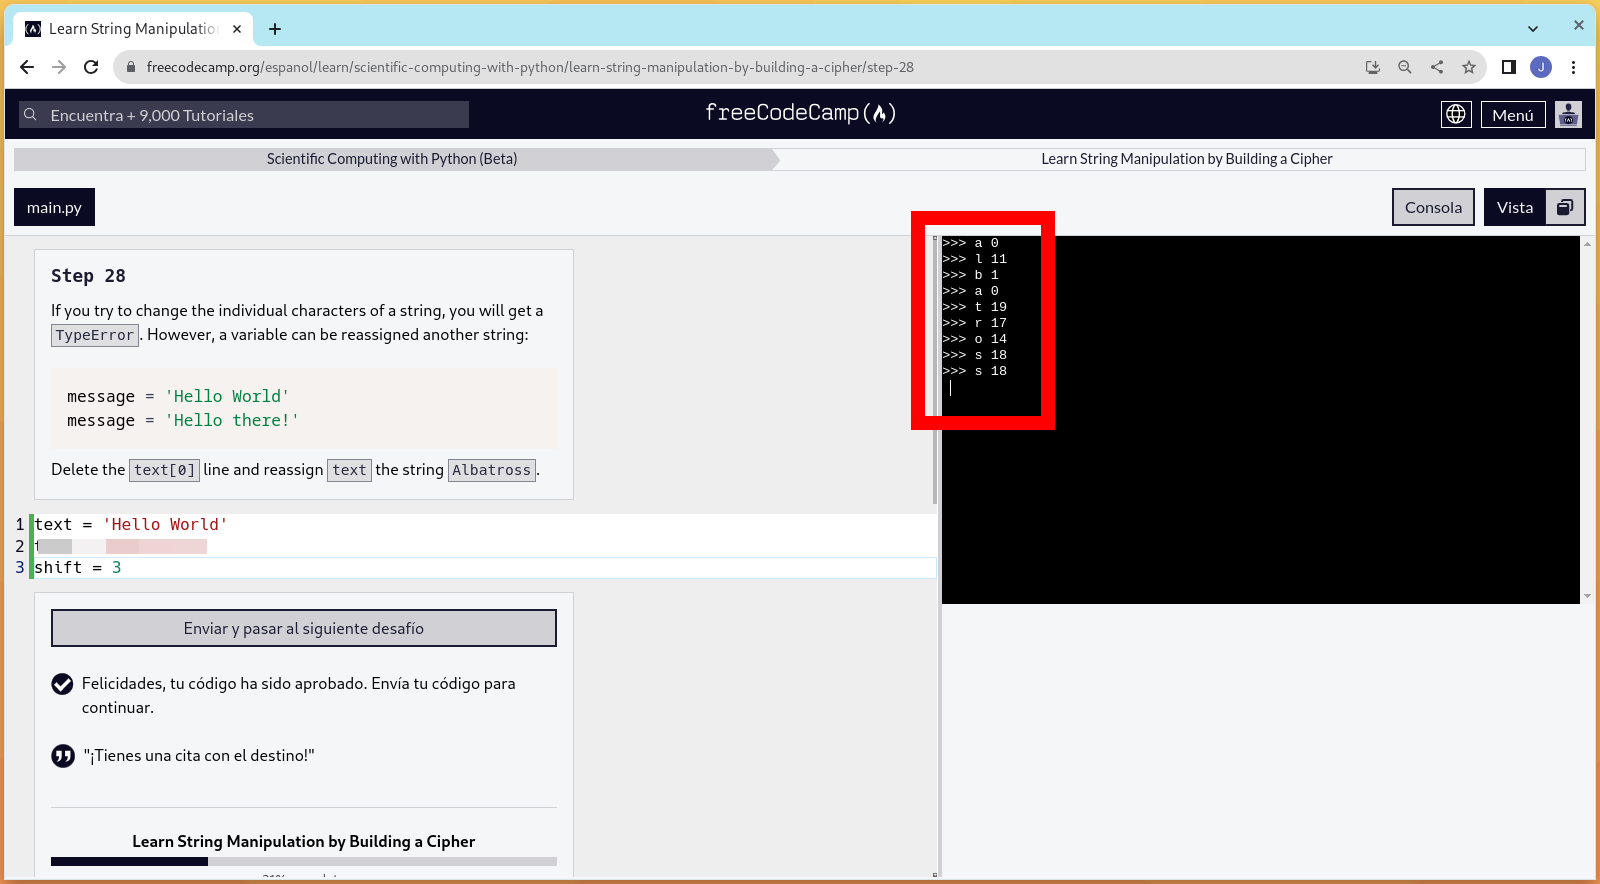 Learn String Manipulatio
freecodecamp.org/espanol/learn/scientific-computing-with-python/learn-string-manipulation-by-building-a-cipher/step-28
J
Encuentra + 9,000 Tutoriales
freeCodeCamp
Menú
Scientific Computing with Python (Beta)
Learn String Manipulation by Building a Cipher
main.py
Consola
Vista
Step 28
If you try to change the individual characters of a string, you will get a
TypeError. However, a variable can be reassigned another string:
message = 'Hello World'
message = 'Hello there!'
Delete the text[0] line and reassign text the string Albatross.
1 text = 'Hello World'
2
3 shift = 3
Enviar y pasar al siguiente desafío
Felicidades, tu código ha sido aprobado. Envía tu código para
continuar.
"¡Tienes una cita con el destino!"
Learn String Manipulation by Building a Cipher
>>> a 0
>>> l 11
>>> b 1
>>> a 0
>>> t 19
>>> r 17
>>> o 14
>>> s 18
>>> s 18